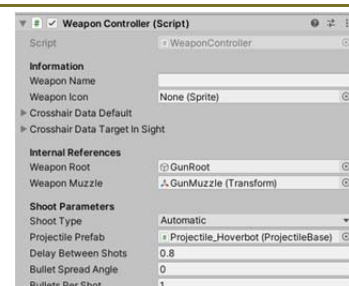 Weapon Controller (Script)
Script WeaponController
Information
Weapon Name
Weapon Icon None (Sprite)
Crosshair Data Default
Crosshair Data Target In Sight
Internal References
Weapon Root GunRoot
Weapon Muzzle GunMuzzle (Transform)
Shoot Parameters
Shoot Type Automatic
Projectile Prefab Projectile_Hoverbot (ProjectileBase)
Delay Between Shots 0.8
Bullet Spread Angle 0
Bullets Per Shot 1